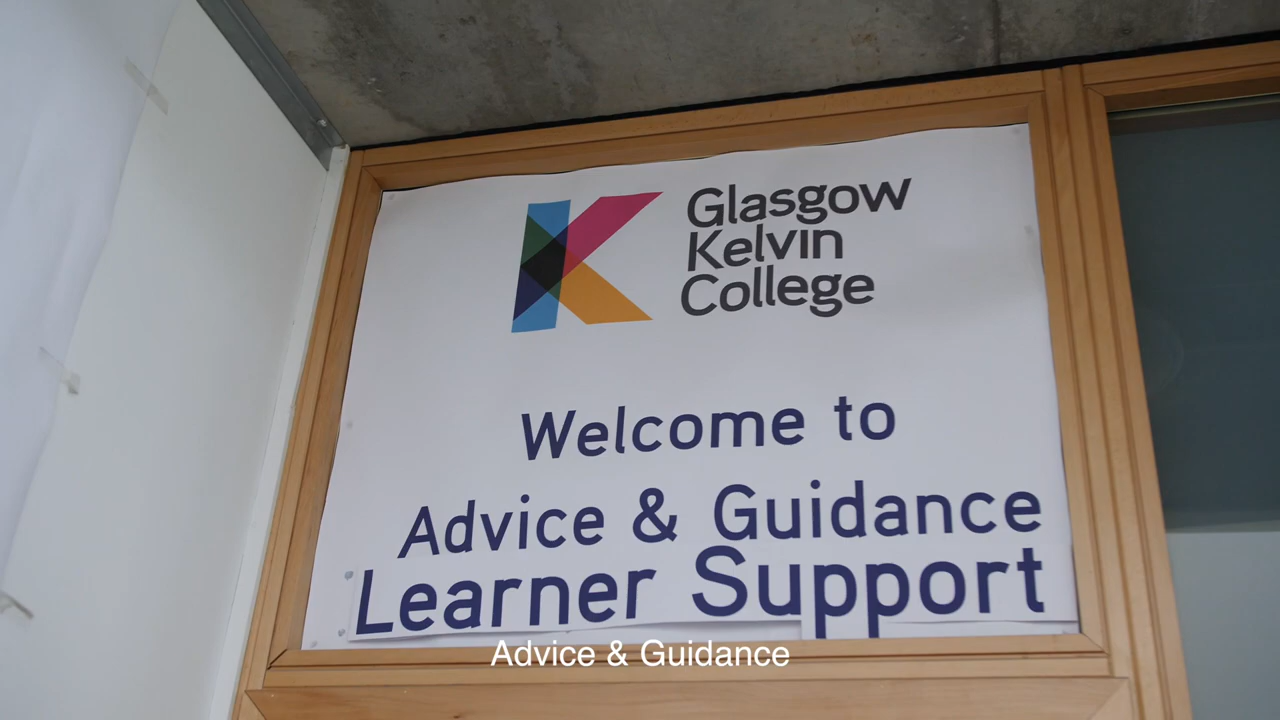 Glasgow
Kelvin
College
Welcome to
Advice & Guidance
Learner Support
Advice & Guidance